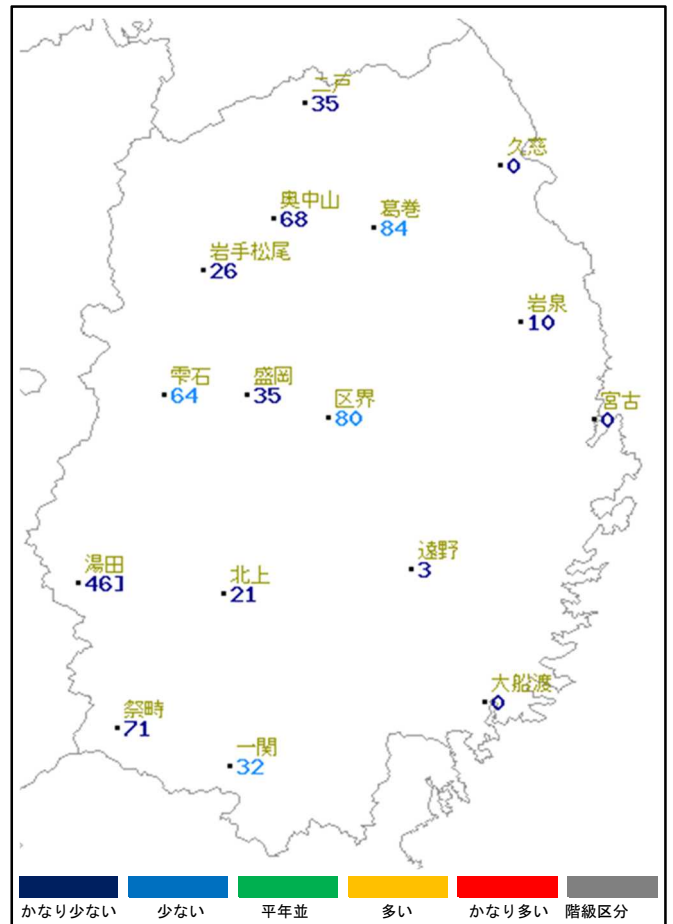 二戸
35
久慈
0
奥中山
68
葛巻
84
岩手松尾
26
岩泉
10
雫石
64
盛岡
35
区界
80
宮古
0
湯田
46]
北上
21
遠野
3
大船渡
0
祭畤
71
一関
32
かなり少ない 少ない 平年並 多い かなり多い 階級区分